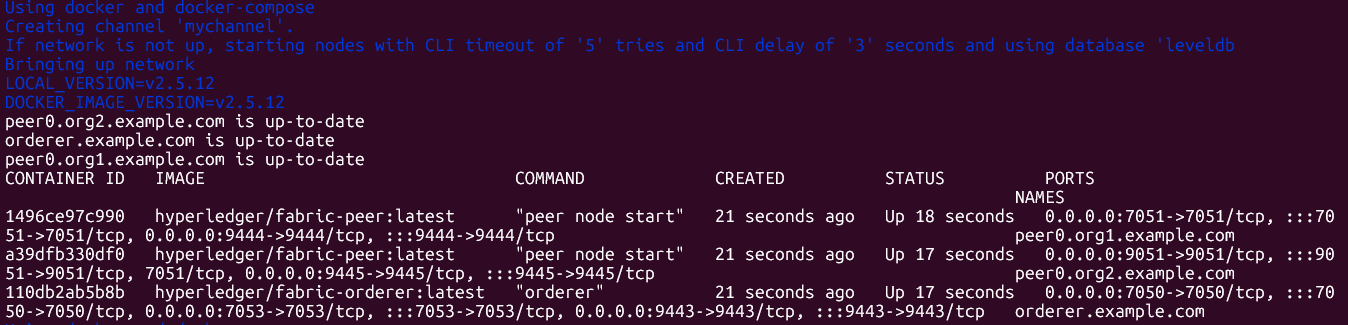 Using docker and docker-compose
Creating channel 'mychannel'.
If network is not up, starting nodes with CLI timeout of '5' tries and CLI delay of '3' seconds and using database 'leveldb
Bringing up network
LOCAL_VERSION=v2.5.12
DOCKER_IMAGE_VERSION=v2.5.12
peer0.org2.example.com is up-to-date
orderer.example.com is up-to-date
peer0.org1.example.com is up-to-date
CONTAINER ID   IMAGE                               COMMAND             CREATED          STATUS          PORTS
NAMES
1496ce97c990   hyperledger/fabric-peer:latest      "peer node start"   21 seconds ago   Up 18 seconds   0.0.0.0:7051->7051/tcp, :::70
51->7051/tcp, 0.0.0.0:9444->9444/tcp, :::9444->9444/tcp                                              peer0.org1.example.com
a39dfb330df0   hyperledger/fabric-peer:latest      "peer node start"   21 seconds ago   Up 17 seconds   0.0.0.0:9051->9051/tcp, :::90
51->9051/tcp, 7051/tcp, 0.0.0.0:9445->9445/tcp, :::9445->9445/tcp                                    peer0.org2.example.com
110db2ab5b8b   hyperledger/fabric-orderer:latest   "orderer"           21 seconds ago   Up 17 seconds   0.0.0.0:7050->7050/tcp, :::70
50->7050/tcp, 0.0.0.0:7053->7053/tcp, :::7053->7053/tcp, 0.0.0.0:9443->9443/tcp, :::9443->9443/tcp   orderer.example.com